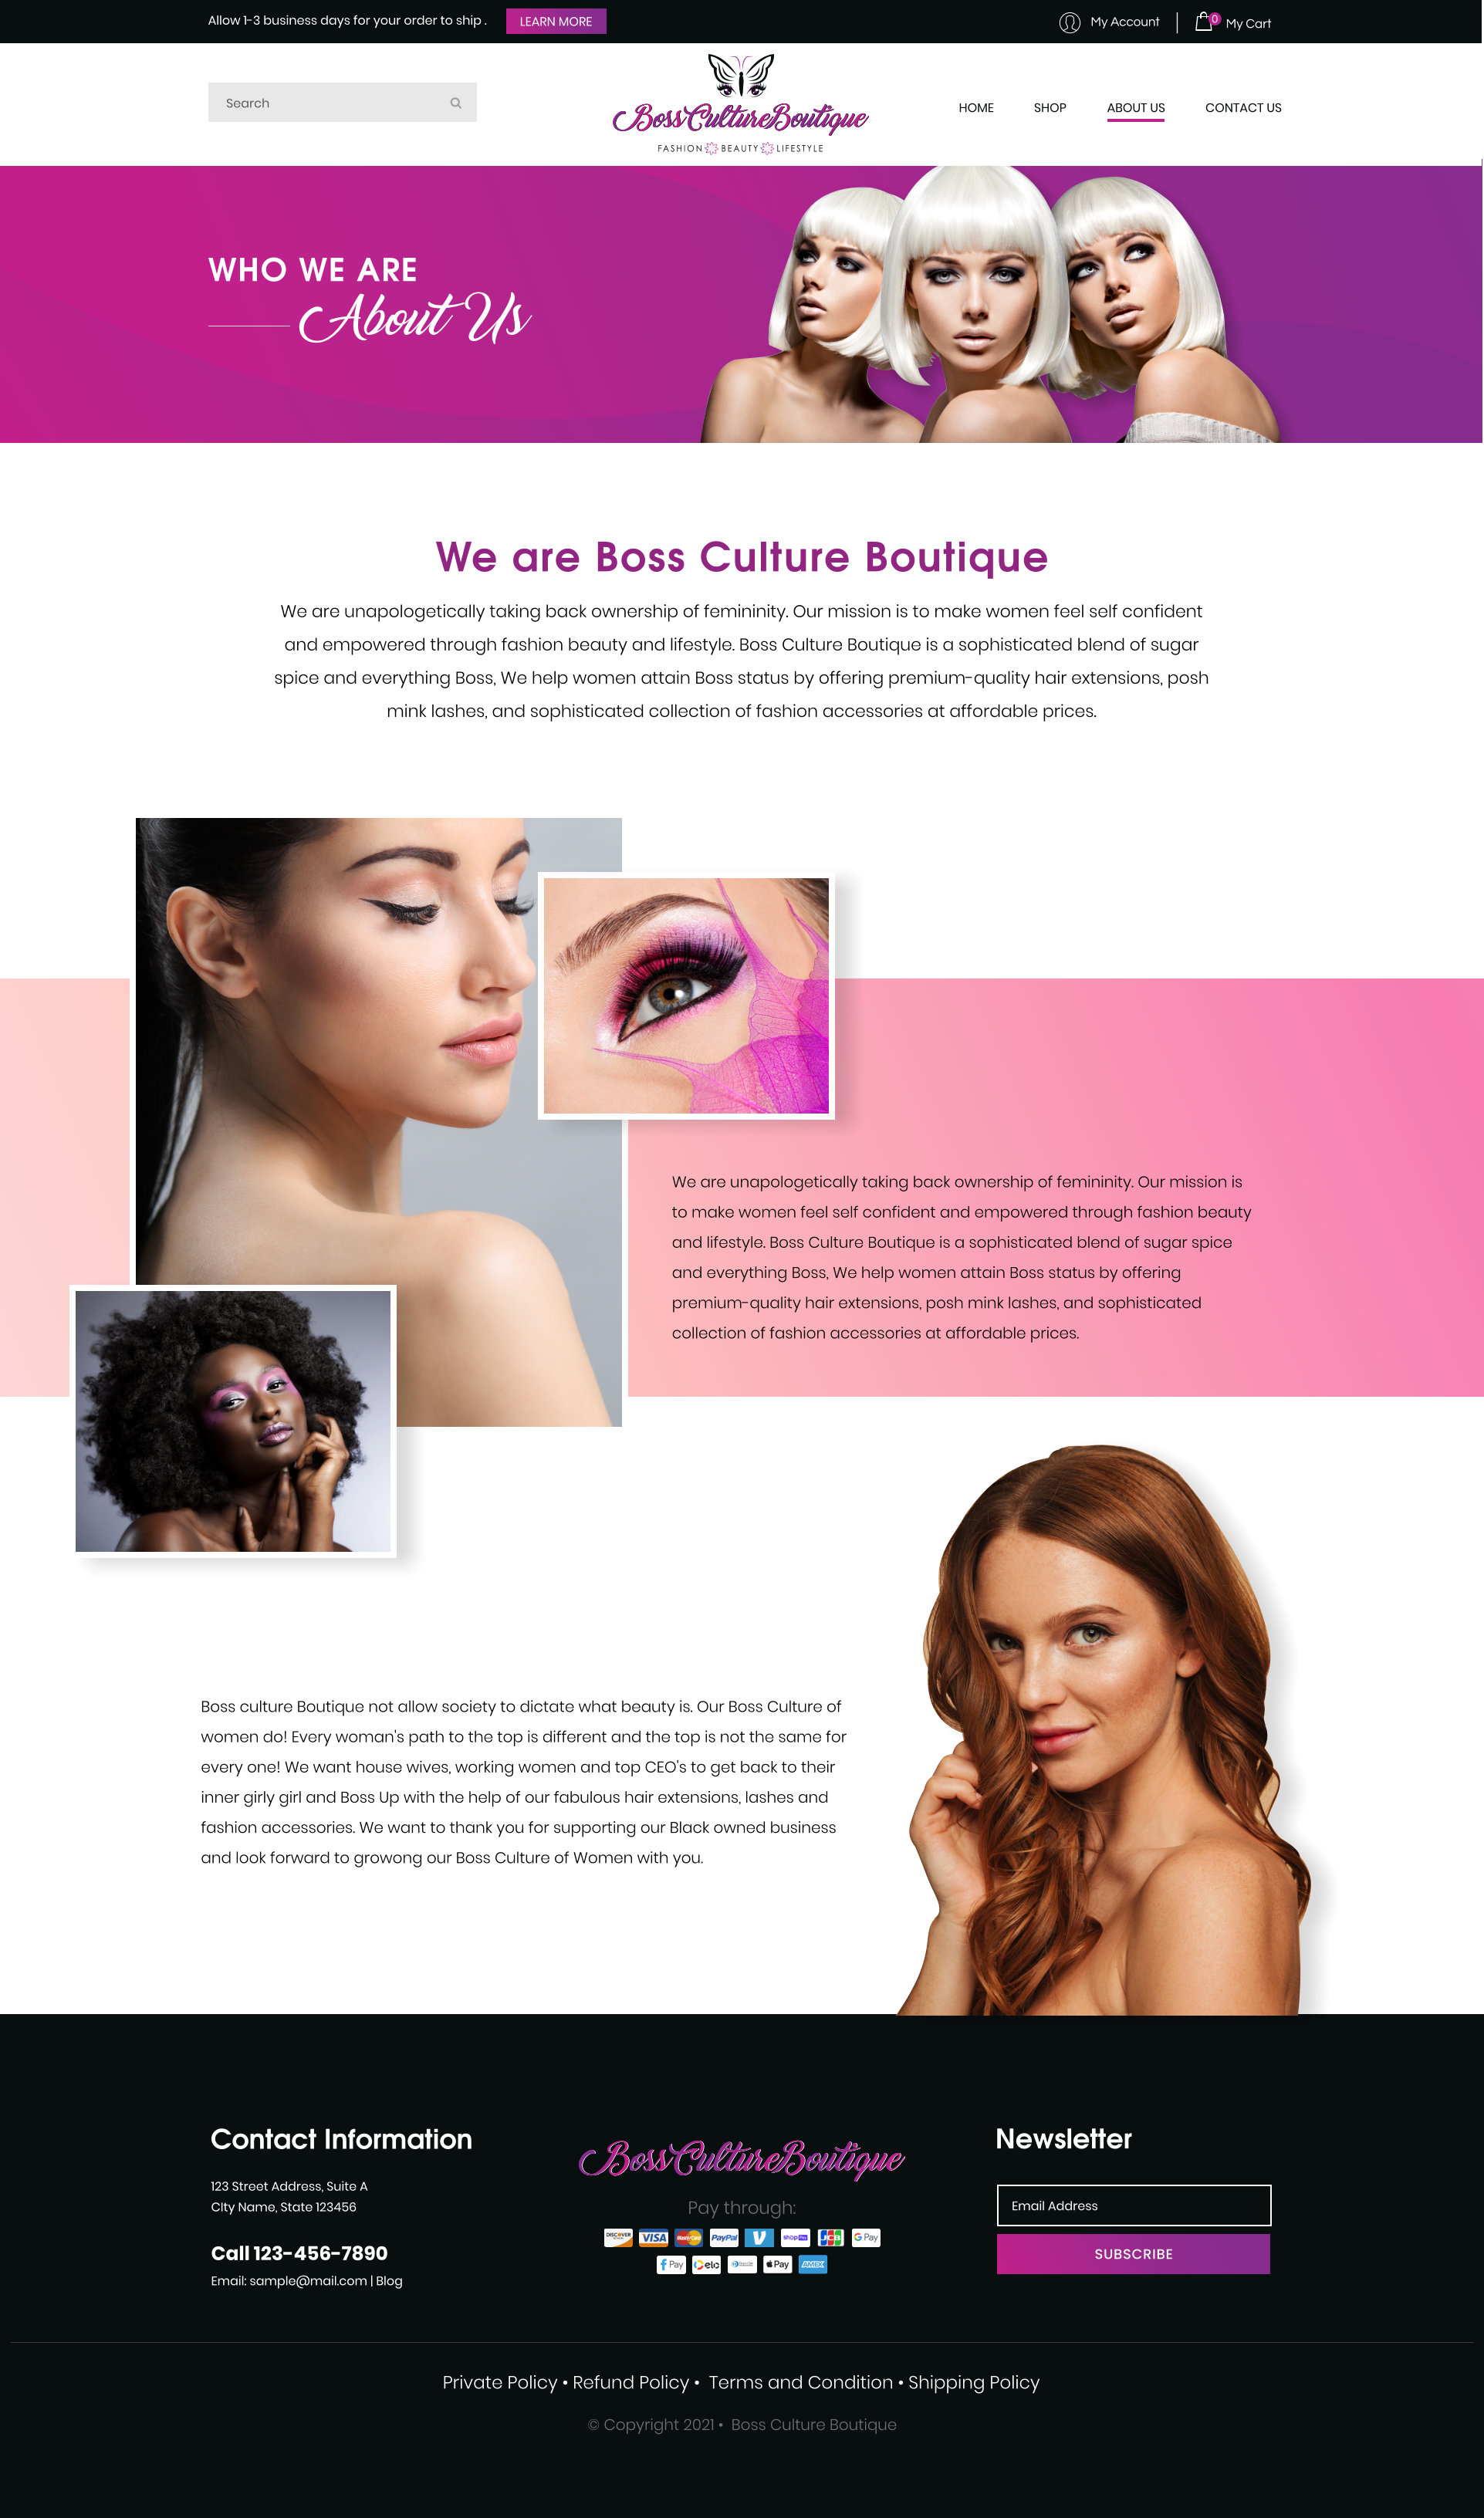 Allow 1-3 business days for your order to ship .
LEARN MORE
My Account
0
My Cart
Search
BossCultureBoutique
FASHION BEAUTY LIFESTYLE
HOME
SHOP
ABOUT US
CONTACT US
WHO WE ARE
About Us
We are Boss Culture Boutique
We are unapologetically taking back ownership of femininity. Our mission is to make women feel self confident
and empowered through fashion beauty and lifestyle. Boss Culture Boutique is a sophisticated blend of sugar
spice and everything Boss, We help women attain Boss status by offering premium-quality hair extensions, posh
mink lashes, and sophisticated collection of fashion accessories at affordable prices.
We are unapologetically taking back ownership of femininity. Our mission is
to make women feel self confident and empowered through fashion beauty
and lifestyle. Boss Culture Boutique is a sophisticated blend of sugar spice
and everything Boss, We help women attain Boss status by offering
premium-quality hair extensions, posh mink lashes, and sophisticated
collection of fashion accessories at affordable prices.
Boss culture Boutique not allow society to dictate what beauty is. Our Boss Culture of
women do! Every woman's path to the top is different and the top is not the same for
every one! We want house wives, working women and top CEO's to get back to their
inner girly girl and Boss Up with the help of our fabulous hair extensions, lashes and
fashion accessories. We want to thank you for supporting our Black owned business
and look forward to growong our Boss Culture of Women with you.
Contact Information
123 Street Address, Suite A
CIty Name, State 123456
Call 123-456-7890
Email: sample@mail.com | Blog
BossCultureBoutique
Pay through:
DISCOVER VISA MasterCard PayPal V shop Pay JCB G Pay
f Pay elo Pay AMEX
Newsletter
Email Address
SUBSCRIBE
Private Policy • Refund Policy • Terms and Condition • Shipping Policy
© Copyright 2021 • Boss Culture Boutique